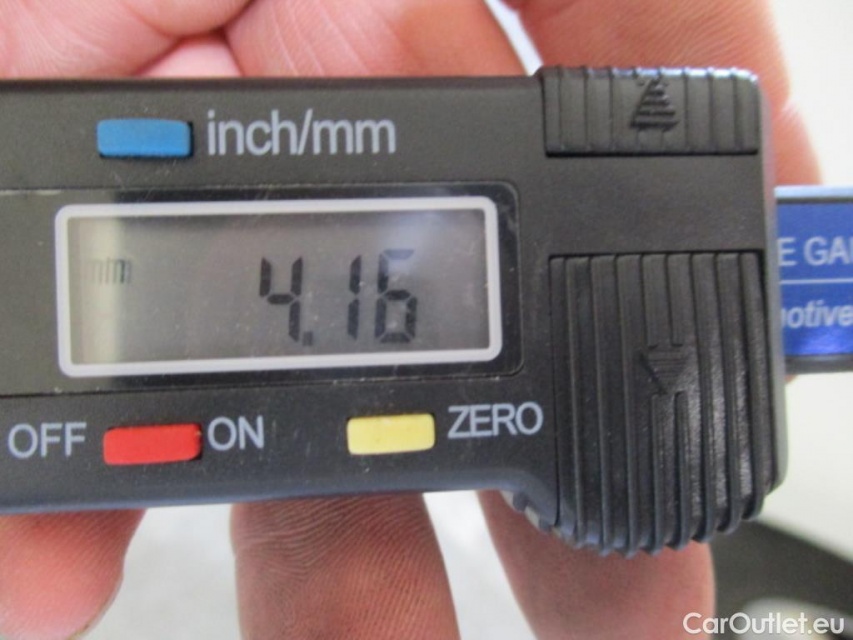 inch/mm
mm
4.16
OFF
ON
ZERO
CarOutlet.eu